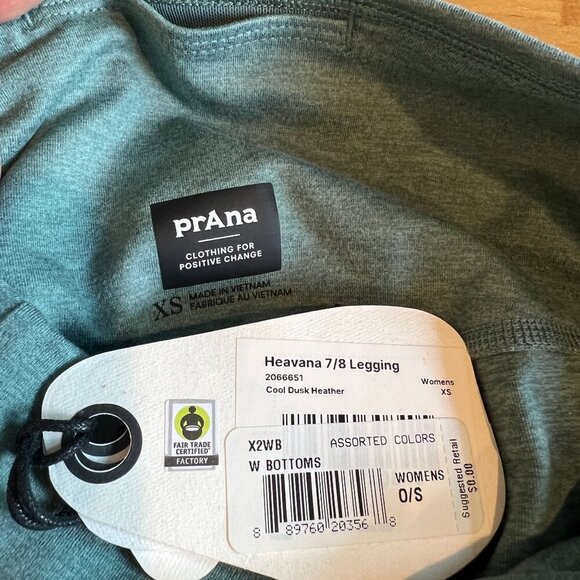 prAna
CLOTHING FOR
POSITIVE CHANGE
XS MADE IN VIETNAM
FABRIQUE AU VIETNAM
Heavana 7/8 Legging
2066651
Cool Dusk Heather
Womens
XS
FAIR TRADE
CERTIFIED
FACTORY
X2WB
ASSORTED COLORS
W BOTTOMS
WOMENS
O/S
8 89760 20356 8
Suggested Retail
$0.00